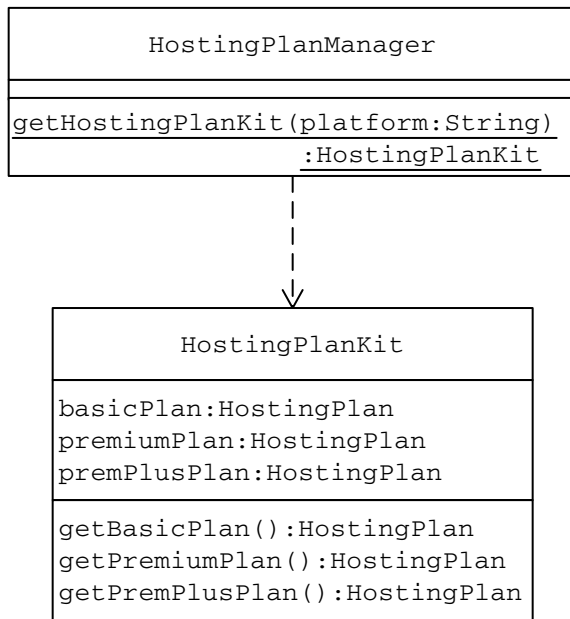 HostingPlanManager
getHostingPlanKit(platform:String)
:HostingPlanKit
HostingPlanKit
basicPlan:HostingPlan
premiumPlan:HostingPlan
premPlusPlan:HostingPlan
getBasicPlan():HostingPlan
getPremiumPlan():HostingPlan
getPremPlusPlan():HostingPlan